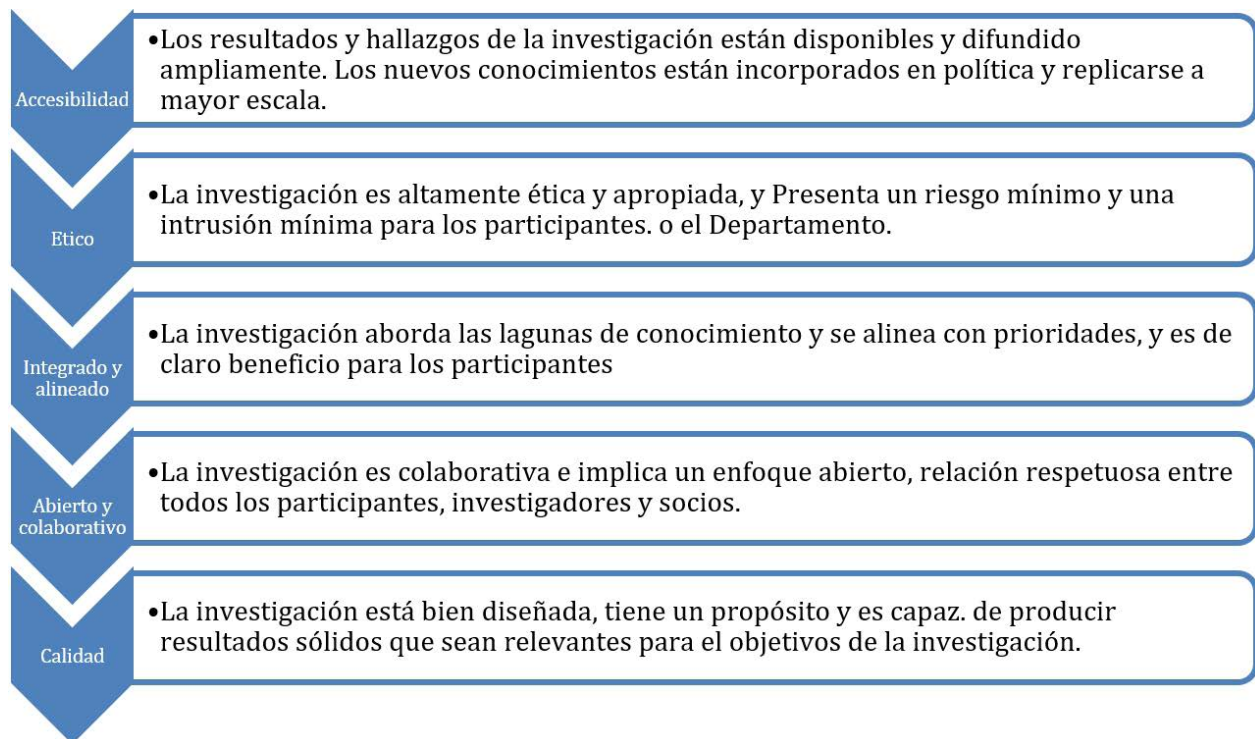 Accesibilidad
•Los resultados y hallazgos de la investigación están disponibles y difundido
ampliamente. Los nuevos conocimientos están incorporados en política y replicarse a
mayor escala.
Etico
•La investigación es altamente ética y apropiada, y Presenta un riesgo mínimo y una
intrusión mínima para los participantes. o el Departamento.
Integrado y
alineado
•La investigación aborda las lagunas de conocimiento y se alinea con prioridades, y es de
claro beneficio para los participantes
Abierto y
colaborativo
•La investigación es colaborativa e implica un enfoque abierto, relación respetuosa entre
todos los participantes, investigadores y socios.
Calidad
•La investigación está bien diseñada, tiene un propósito y es capaz. de producir
resultados sólidos que sean relevantes para el objetivos de la investigación.